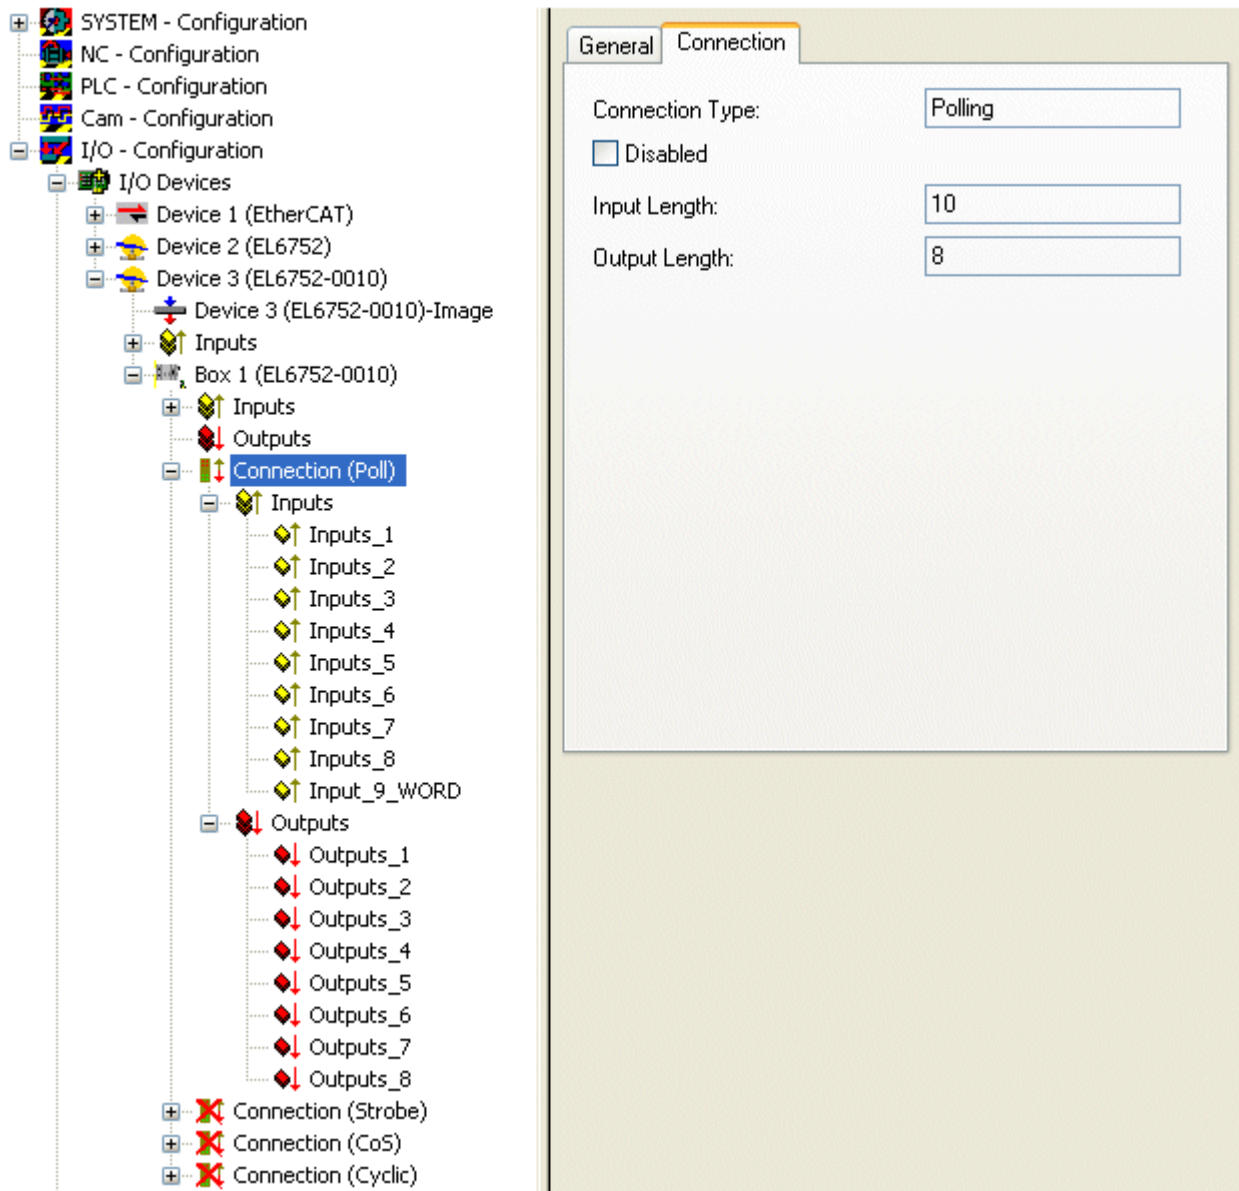 SYSTEM - Configuration
NC - Configuration
PLC - Configuration
Cam - Configuration
I/O - Configuration
I/O Devices
Device 1 (EtherCAT)
Device 2 (EL6752)
Device 3 (EL6752-0010)
Device 3 (EL6752-0010)-Image
Inputs
Box 1 (EL6752-0010)
Inputs
Outputs
Connection (Poll)
Inputs
Inputs_1
Inputs_2
Inputs_3
Inputs_4
Inputs_5
Inputs_6
Inputs_7
Inputs_8
Input_9_WORD
Outputs
Outputs_1
Outputs_2
Outputs_3
Outputs_4
Outputs_5
Outputs_6
Outputs_7
Outputs_8
Connection (Strobe)
Connection (CoS)
Connection (Cyclic)
General Connection
Connection Type: Polling
Disabled
Input Length: 10
Output Length: 8